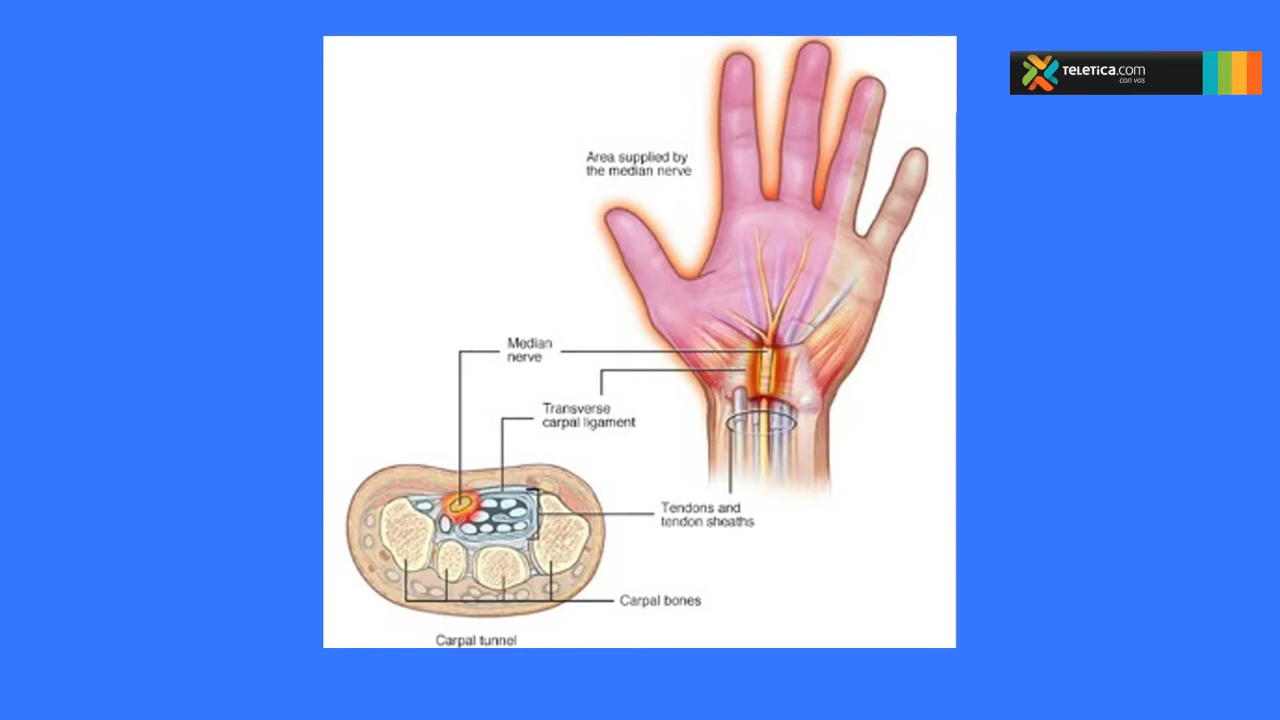 TELETICA.COM
con vos
Area supplied by
the median nerve
Median
nerve
Transverse
carpal ligament
Tendons and
tendon sheaths
Carpal bones
Carpal tunnel